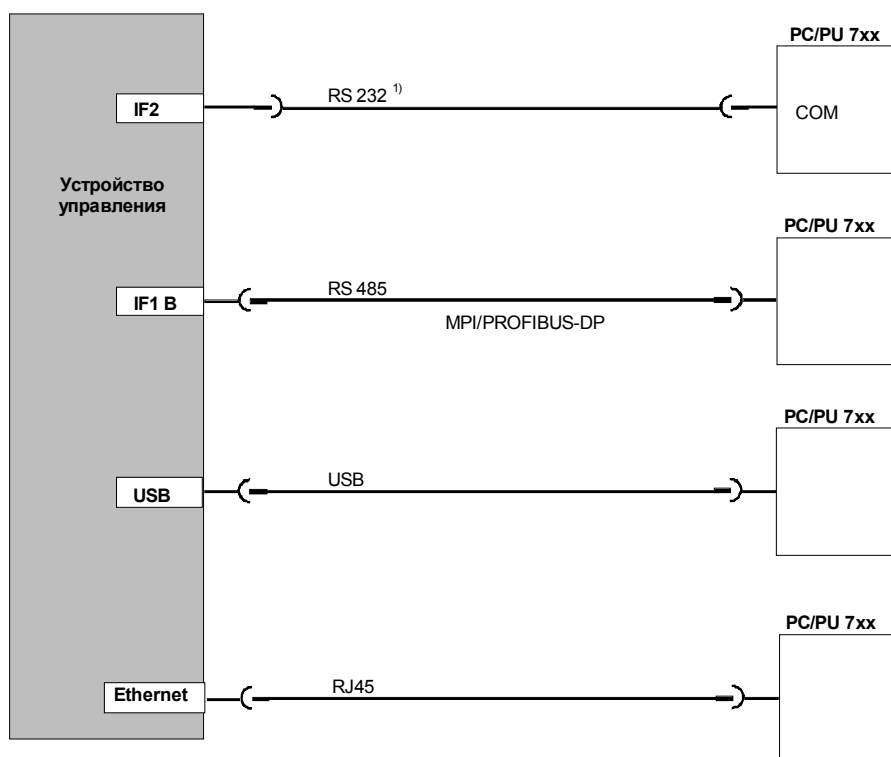 PC/PU 7xx
IF2
RS 232 1)
COM
Устройство
управления
PC/PU 7xx
IF1 B
RS 485
MPI/PROFIBUS-DP
PC/PU 7xx
USB
USB
PC/PU 7xx
Ethernet
RJ45